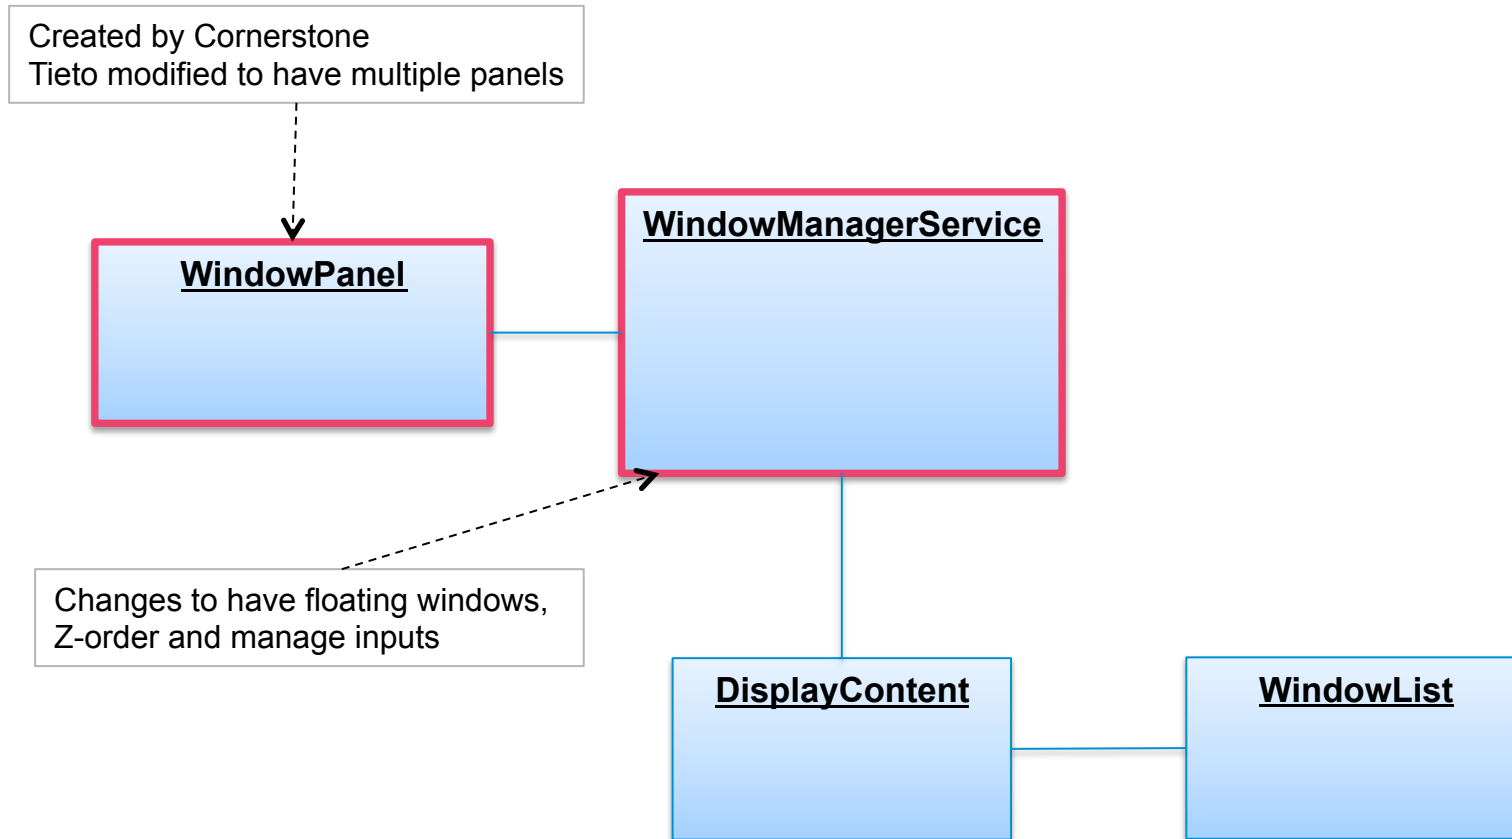 Created by Cornerstone
Tieto modified to have multiple panels
WindowManagerService
WindowPanel
Changes to have floating windows,
Z-order and manage inputs
DisplayContent
WindowList